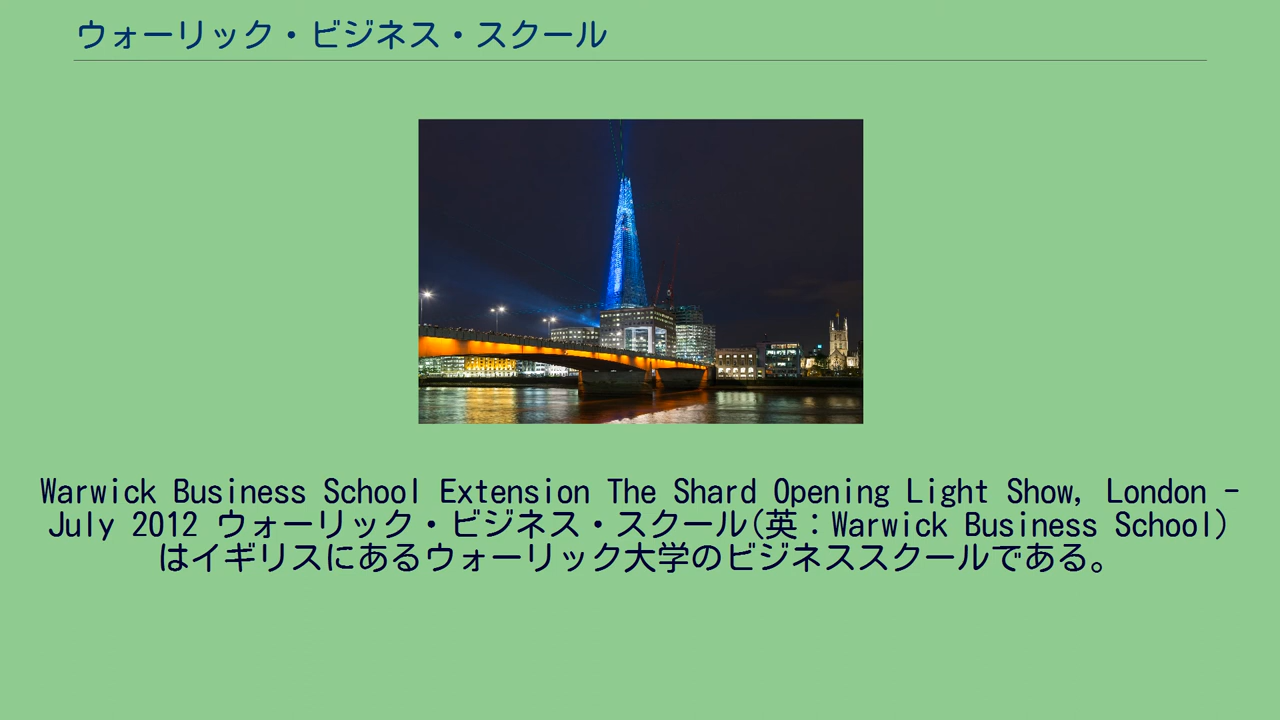 ウォーリック・ビジネス・スクール
Warwick Business School Extension The Shard Opening Light Show, London -
July 2012 ウォーリック・ビジネス・スクール(英：Warwick Business School)
はイギリスにあるウォーリック大学のビジネススクールである。